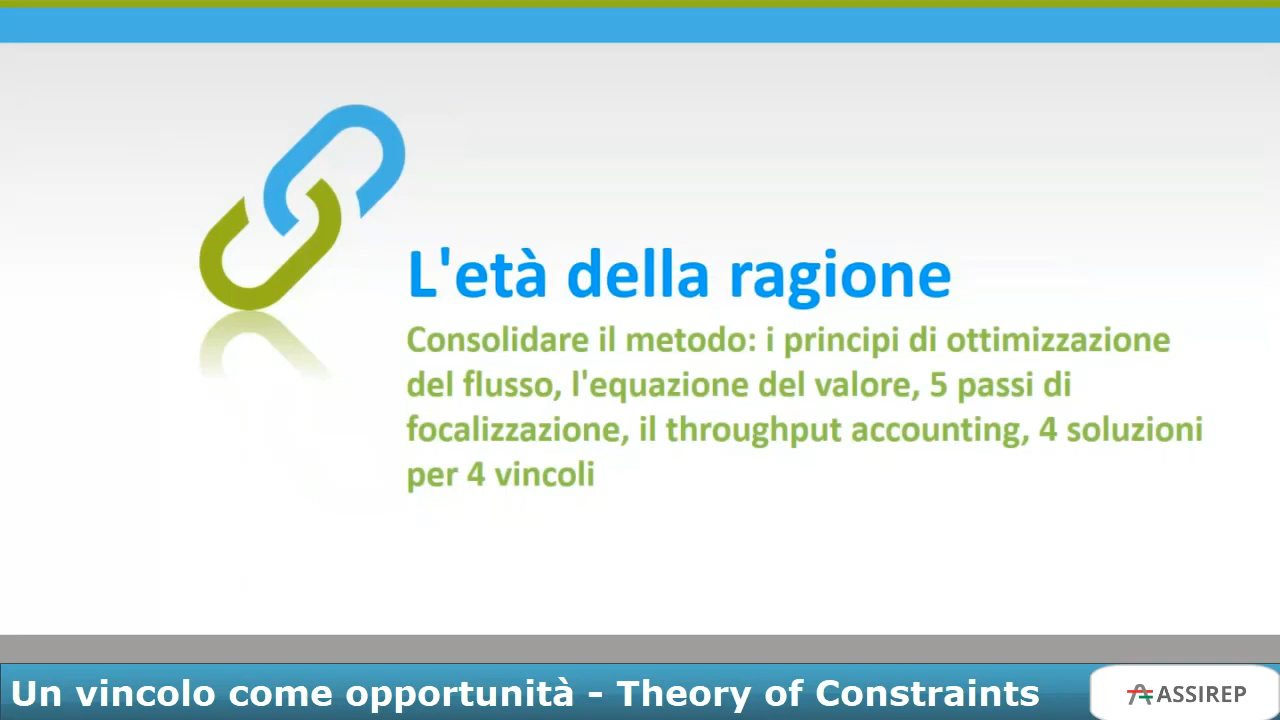 L'età della ragione
Consolidare il metodo: i principi di ottimizzazione
del flusso, l'equazione del valore, 5 passi di
focalizzazione, il throughput accounting, 4 soluzioni
per 4 vincoli
Un vincolo come opportunità - Theory of Constraints
ASSIREP